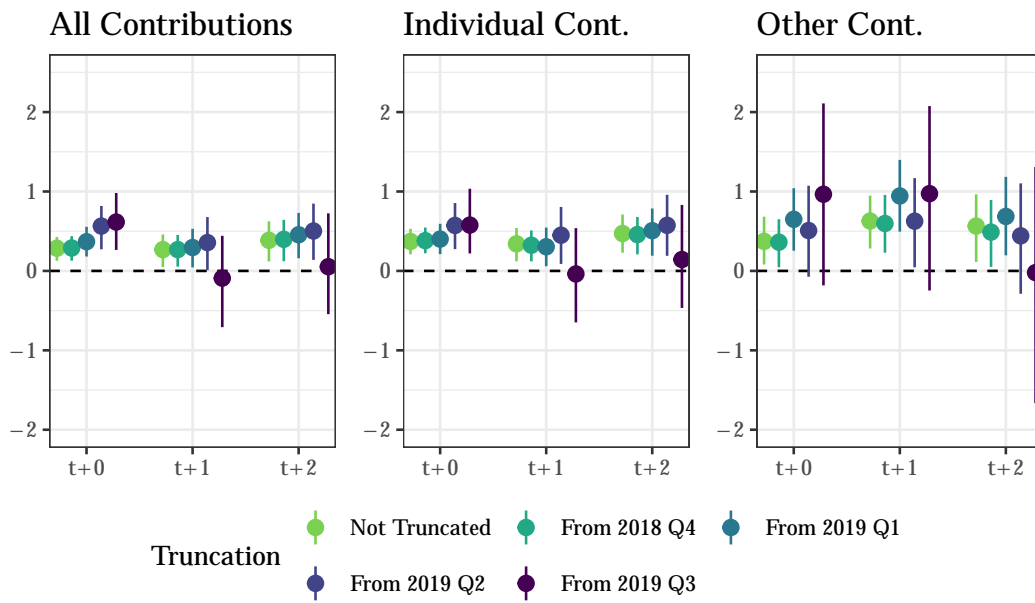 All Contributions
Individual Cont.
Other Cont.
2
1
0
−1
−2
t+0 t+1 t+2
2
1
0
−1
−2
t+0 t+1 t+2
2
1
0
−1
−2
t+0 t+1 t+2
Truncation
Not Truncated
From 2018 Q4
From 2019 Q1
From 2019 Q2
From 2019 Q3